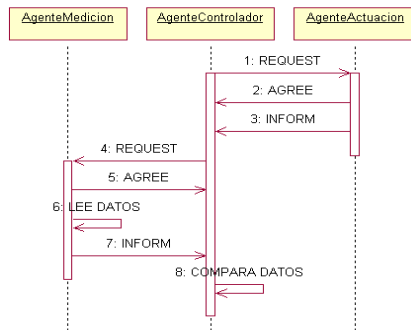 AgenteMedicion
AgenteControlador
AgenteActuacion
1: REQUEST
2: AGREE
3: INFORM
4: REQUEST
5: AGREE
6: LEE DATOS
7: INFORM
8: COMPARA DATOS